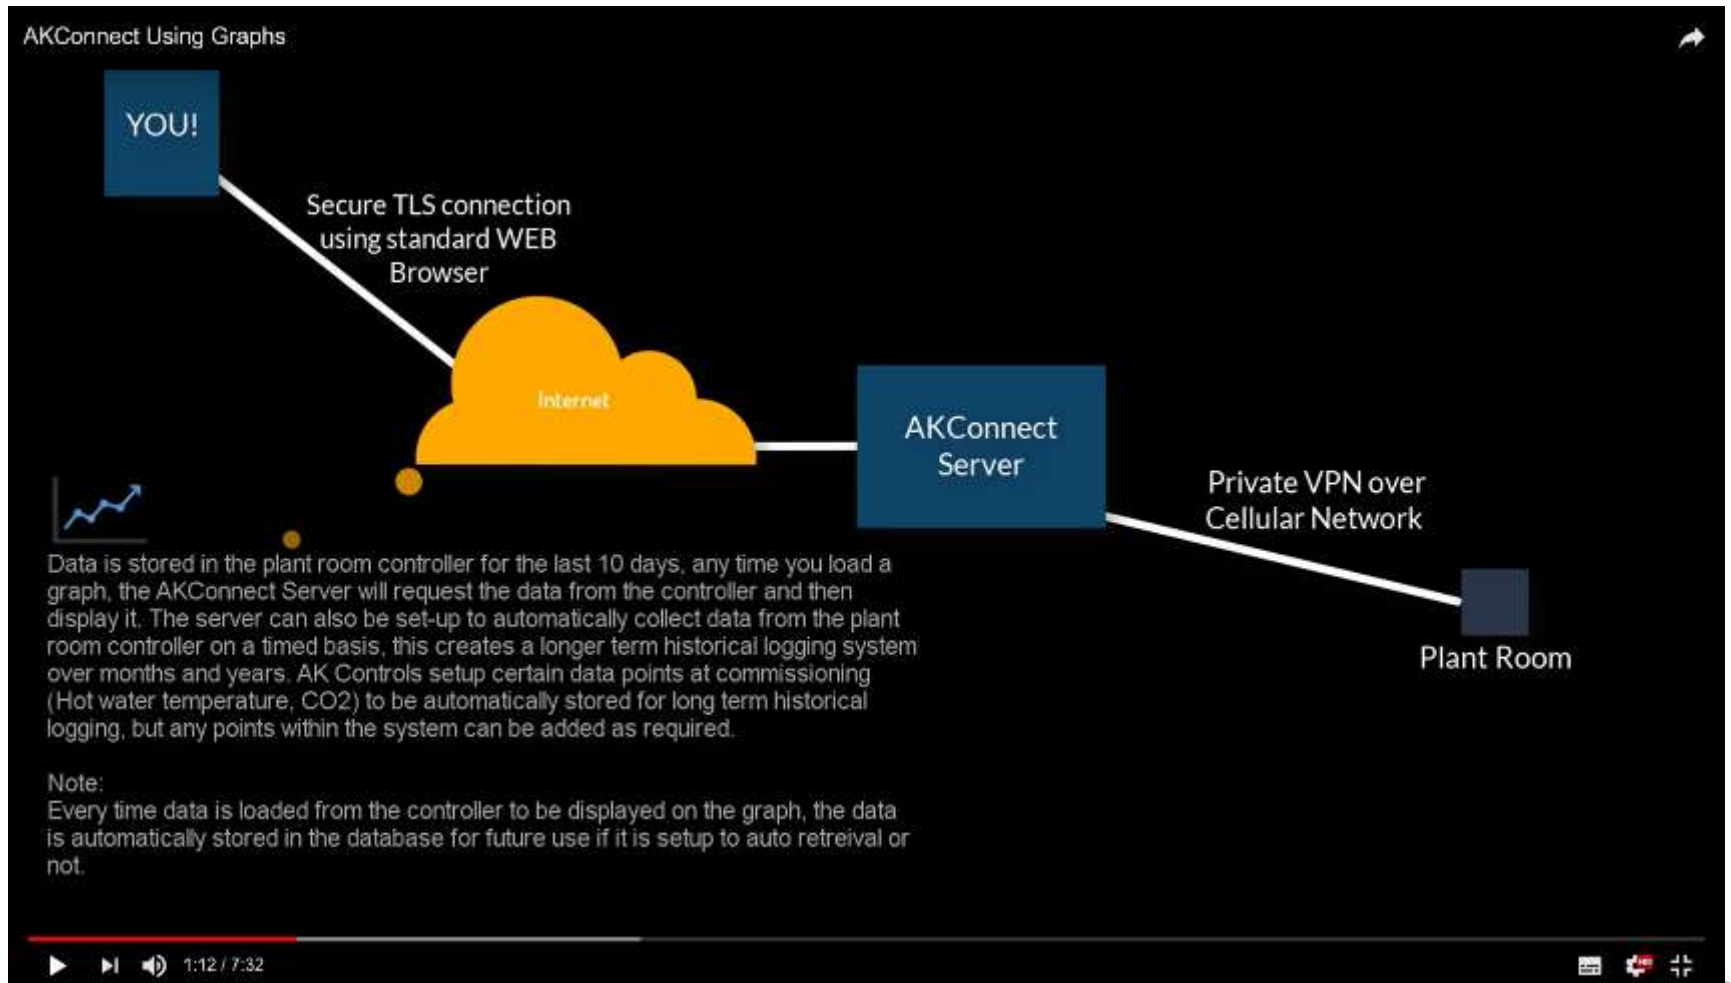 AKConnect Using Graphs
YOU!
Secure TLS connection
using standard WEB
Browser
Internet
AKConnect
Server
Private VPN over
Cellular Network
Plant Room
Data is stored in the plant room controller for the last 10 days, any time you load a
graph, the AKConnect Server will request the data from the controller and then
display it. The server can also be set-up to automatically collect data from the plant
room controller on a timed basis, this creates a longer term historical logging system
over months and years. AK Controls setup certain data points at commissioning
(Hot water temperature, CO2) to be automatically stored for long term historical
logging, but any points within the system can be added as required.
Note:
Every time data is loaded from the controller to be displayed on the graph, the data
is automatically stored in the database for future use if it is setup to auto retreival or
not.
1:12 / 7:32
HD